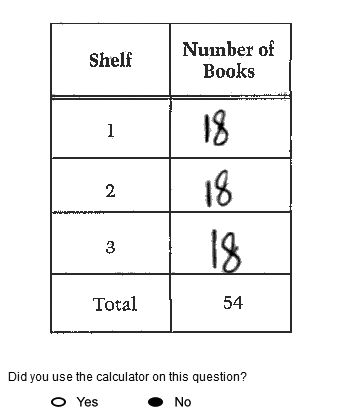 Shelf Number of Books
1 18
2 18
3 18
Total 54
Did you use the calculator on this question?
Yes No